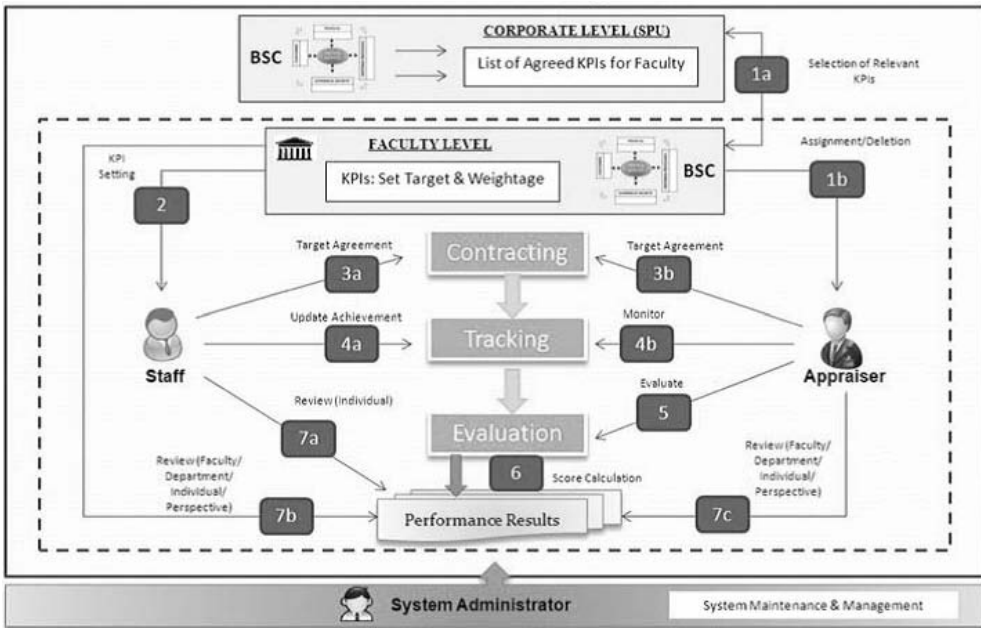 CORPORATE LEVEL (SPU)
BSC
List of Agreed KPIs for Faculty
1a
Selection of Relevant
KPIs
FACULTY LEVEL
KPIs: Set Target & Weightage
BSC
KPI
Setting
2
Assignment/Deletion
1b
Target Agreement
3a
Contracting
Target Agreement
3b
Update Achievement
4a
Tracking
Monitor
4b
Staff
Appraiser
Evaluate
5
Review (Individual)
7a
Evaluation
6
Score Calculation
Review (Faculty/
Department/
Individual/
Perspective)
7b
Performance Results
Review (Faculty/
Department/
Individual/
Perspective)
7c
System Administrator
System Maintenance & Management